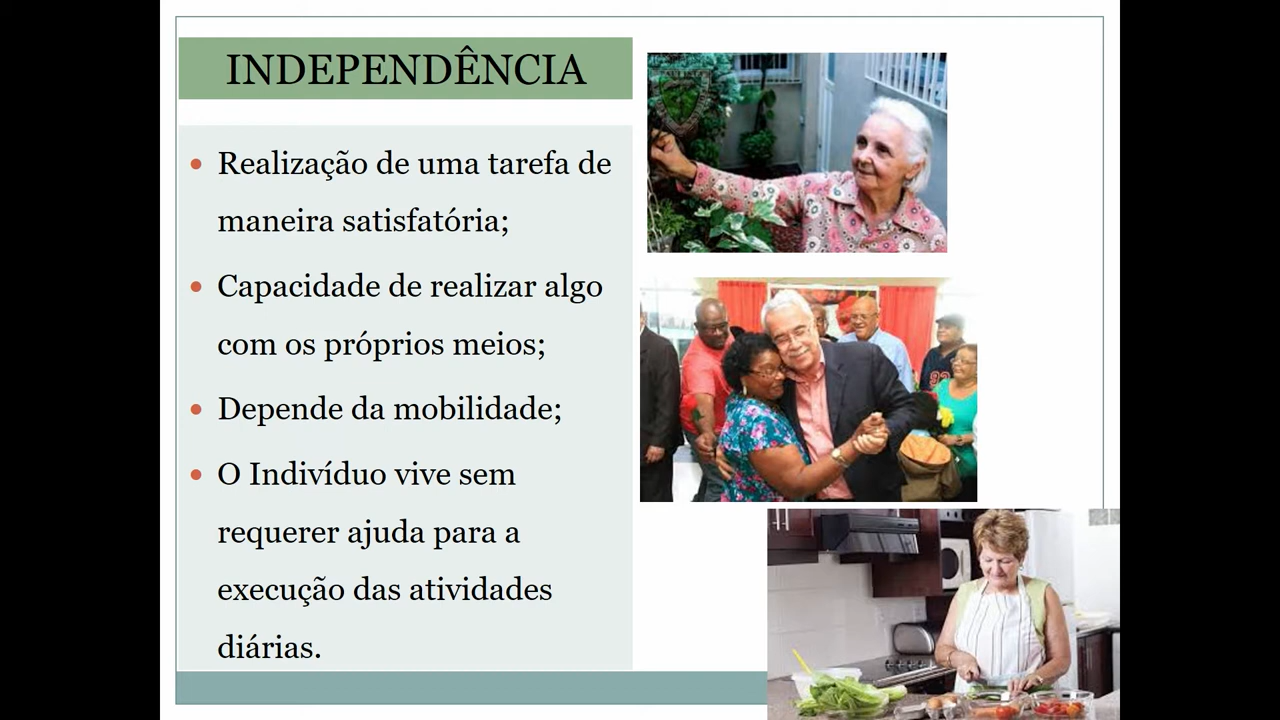 INDEPENDÊNCIA
Realização de uma tarefa de
maneira satisfatória;
Capacidade de realizar algo
com os próprios meios;
Depende da mobilidade;
O Indivíduo vive sem
requerer ajuda para a
execução das atividades
diárias.